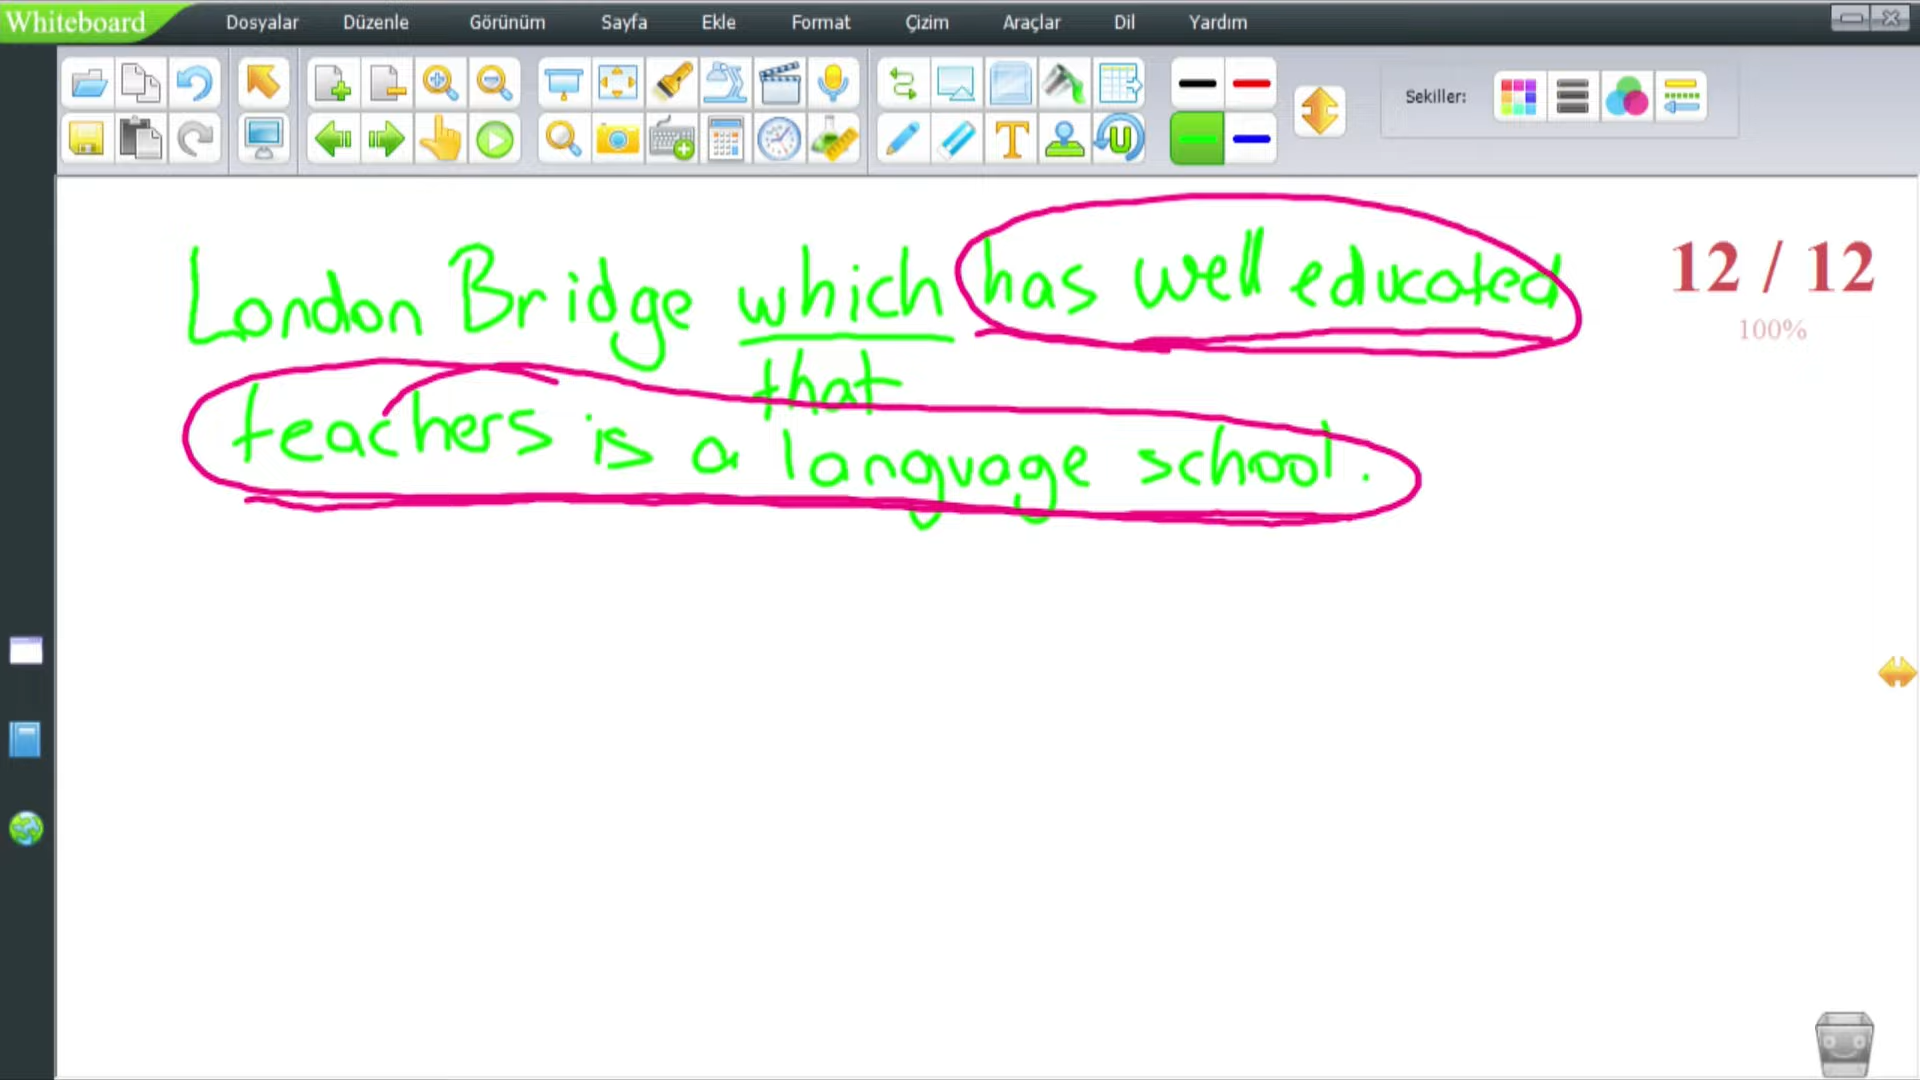 Whiteboard
Dosyalar Düzenle Görünüm Sayfa Ekle Format Çizim Araçlar Dil Yardım
Sekiller:
London Bridge which has well educated
that
teachers is a language school.
12 / 12
100%